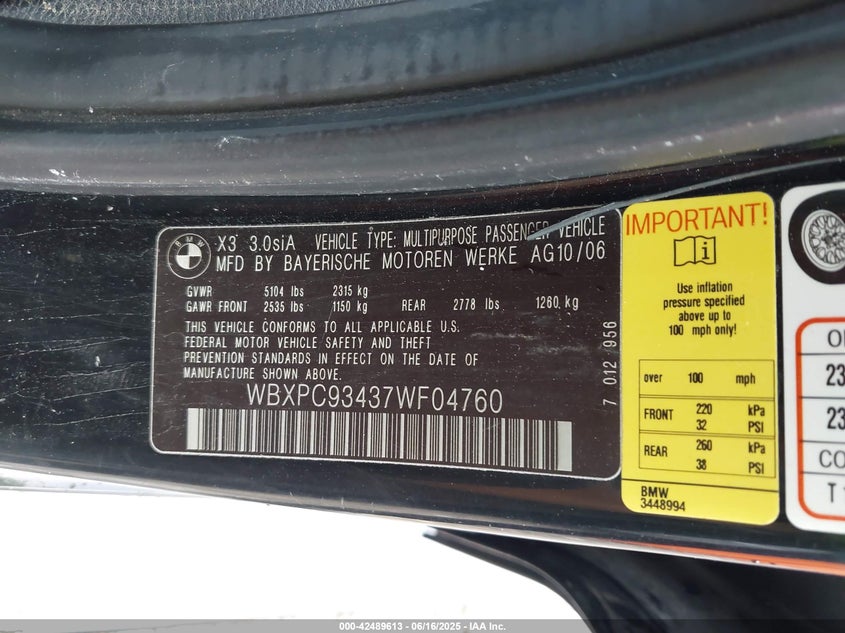 BMW
X3 3.0siA VEHICLE TYPE: MULTIPURPOSE PASSENGER VEHICLE
MFD BY BAYERISCHE MOTOREN WERKE AG10/06
GVWR 5104 lbs 2315 kg
GAWR FRONT 2535 lbs 1150 kg REAR 2778 lbs 1260 kg
THIS VEHICLE CONFORMS TO ALL APPLICABLE U.S.
FEDERAL MOTOR VEHICLE SAFETY AND THEFT
PREVENTION STANDARDS IN EFFECT ON THE DATE OF
MANUFACTURE SHOWN ABOVE.
WBXPC93437WF04760
7 012 956
IMPORTANT!
Use inflation
pressure specified
above up to
100 mph only!
over 100 mph
FRONT 220 kPa
32 PSI
REAR 260 kPa
38 PSI
BMW
3448994
23
23
CO
T
000-42489613 - 06/16/2025 - IAA Inc.